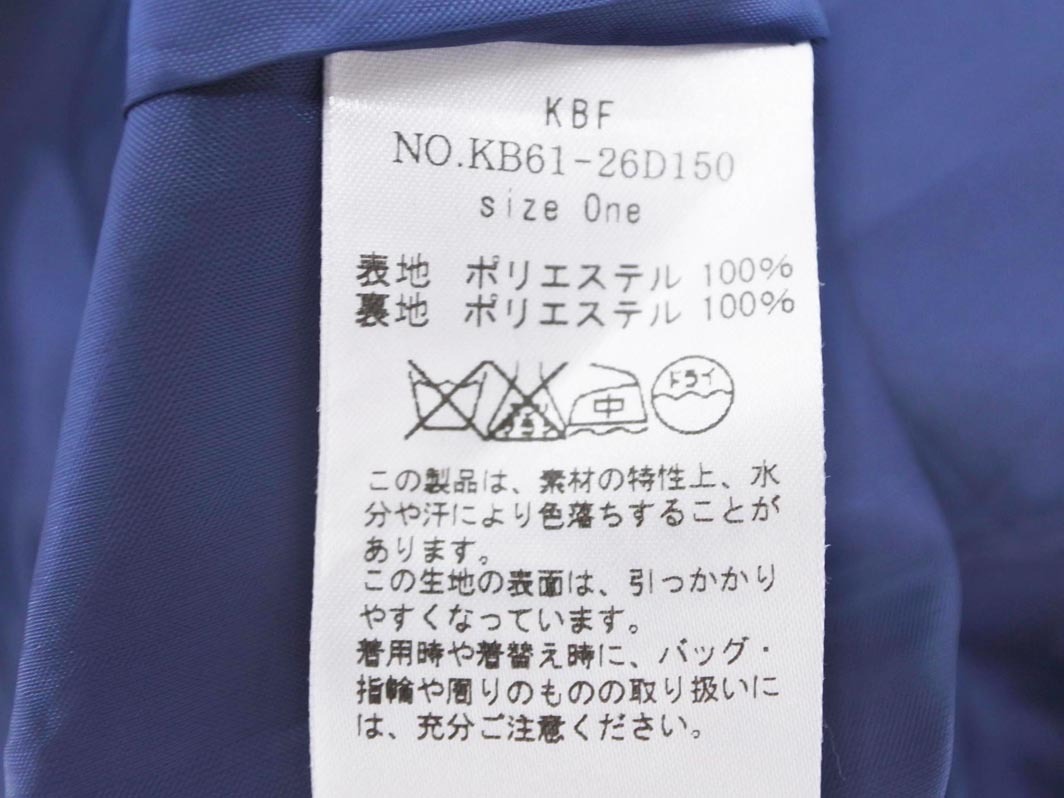 KBF
NO.KB61-26D150
size One
表地 ポリエステル 100%
裏地 ポリエステル 100%
中 ドライ
この製品は、素材の特性上、水
分や汗により色落ちすることが
あります。
この生地の表面は、引っかかり
やすくなっています。
着用時や着替え時に、バッグ・
指輪や周りのものの取り扱いに
は、充分ご注意ください。